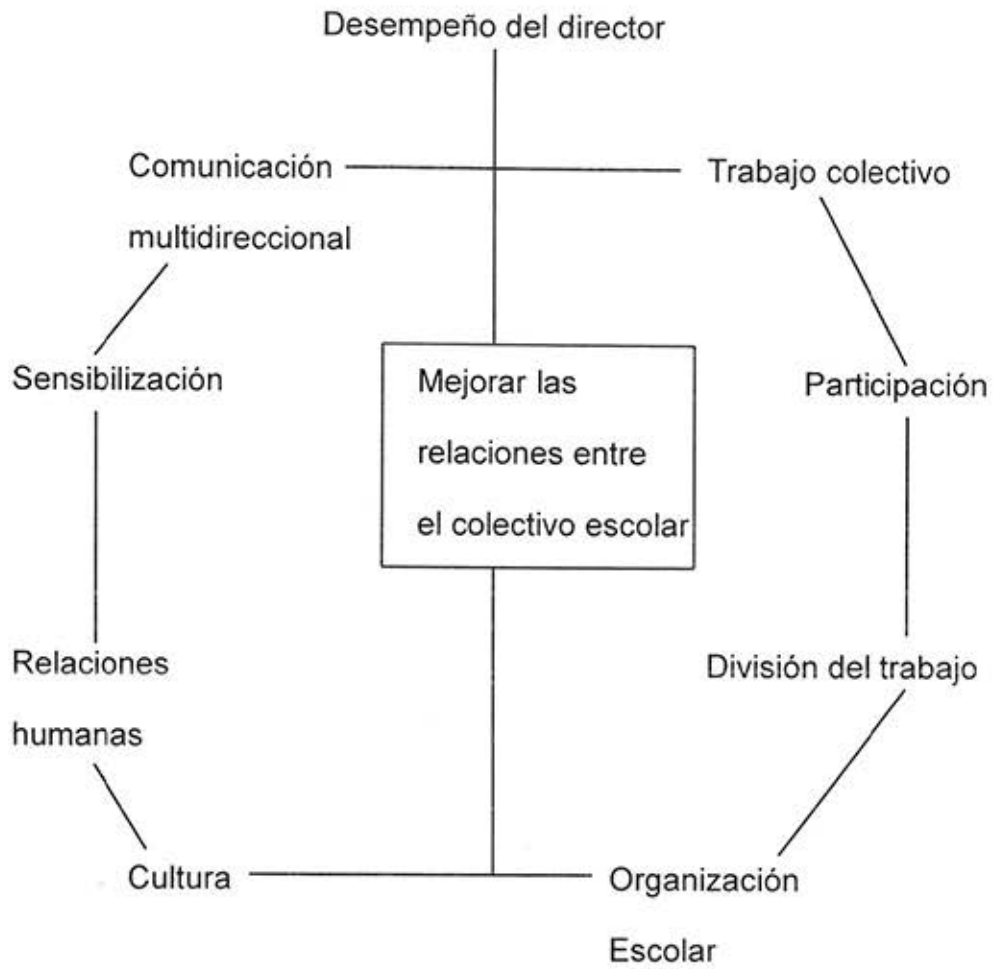 Desempeño del director
Comunicación
multidireccional
Trabajo colectivo
Sensibilización
Mejorar las
relaciones entre
el colectivo escolar
Participación
Relaciones
humanas
División del trabajo
Cultura
Organización
Escolar